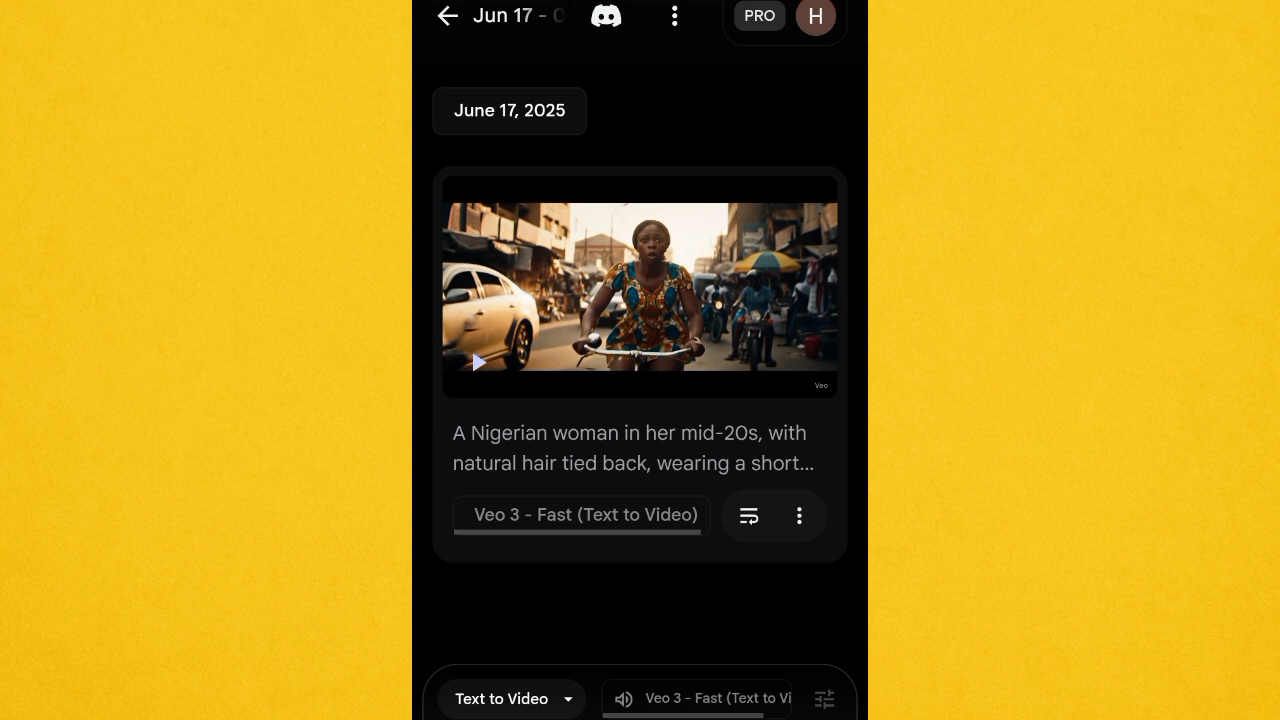 Jun 17 - 0
PRO
H
June 17, 2025
Veo
A Nigerian woman in her mid-20s, with
natural hair tied back, wearing a short...
Veo 3 - Fast (Text to Video)
Text to Video
Veo 3 - Fast (Text to Vi